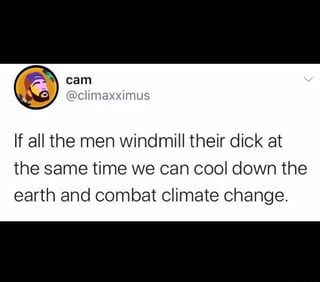 cam
@climaxximus
If all the men windmill their dick at
the same time we can cool down the
earth and combat climate change.